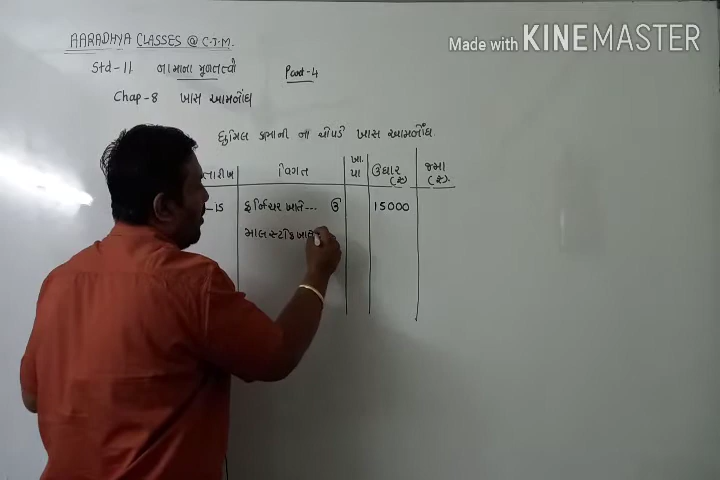 Made with KINEMASTER
AARADHYA CLASSES @ C.T.M.
Std-11 નામાના મૂળતત્વો Part-4
Chap-8 ખાસ આમનોંધ
ના ચોપડે ખાસ આમનોંધ
તારીખ વિગત ખા. પા ઉધાર (રૂ) જમા (રૂ)
-15 ફર્નિચર ખાતે--- ઉ 15000
માલસ્ટોક ખાતે